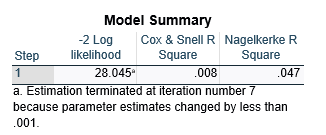 Model Summary
Step -2 Log likelihood Cox & Snell R Square Nagelkerke R Square
1 28.045a .008 .047
a. Estimation terminated at iteration number 7
because parameter estimates changed by less than
.001.